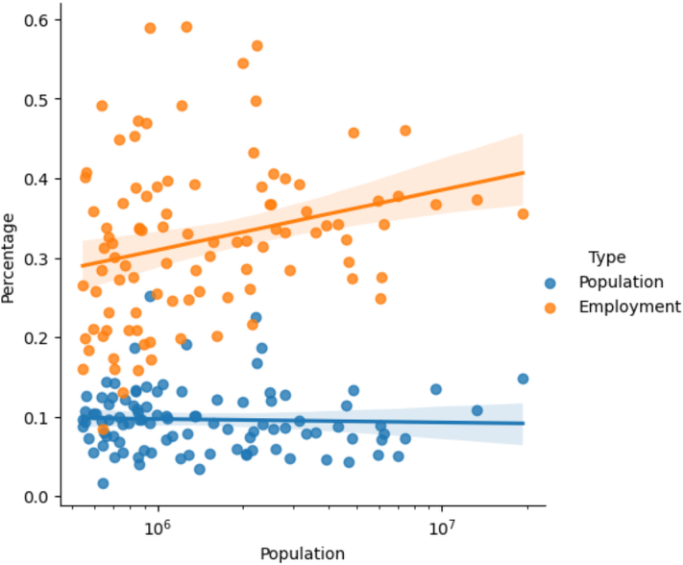 0.6
0.5
0.4
0.3
0.2
0.1
0.0
Percentage
10⁶
10⁷
Population
Type
Population
Employment